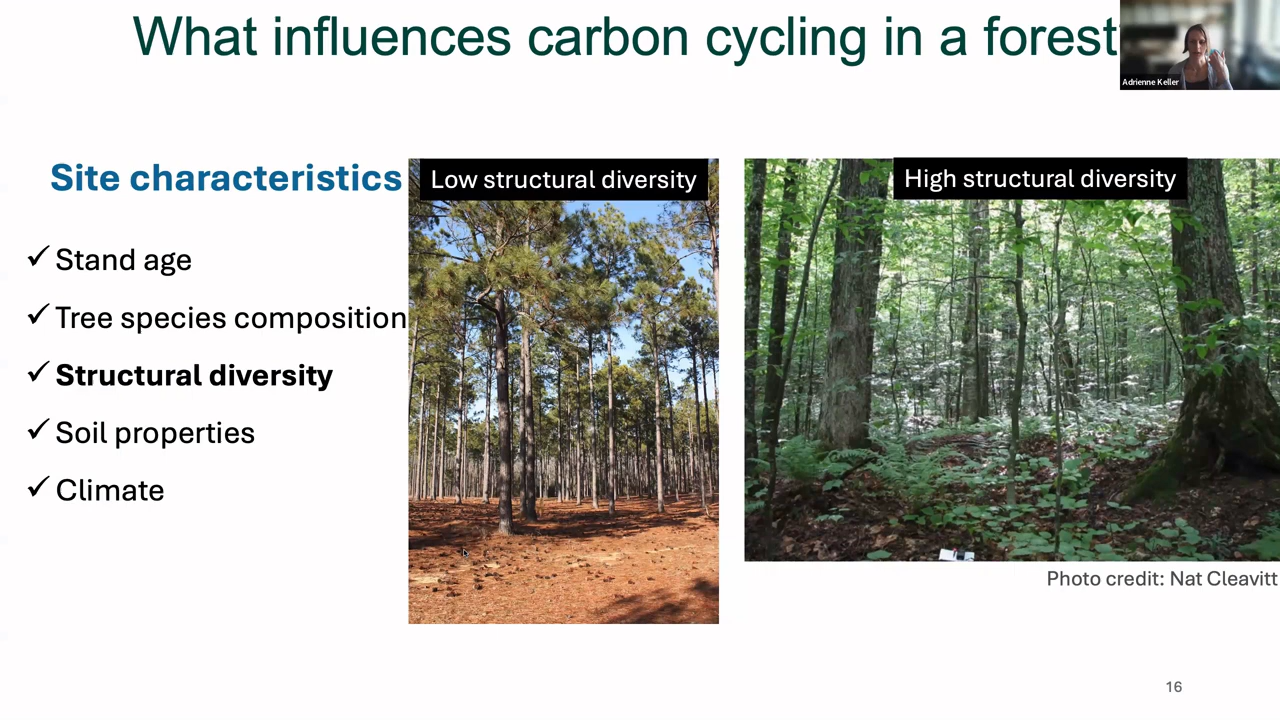 What influences carbon cycling in a forest
Adrienne Keller
Site characteristics
✓ Stand age
✓ Tree species composition
✓ Structural diversity
✓ Soil properties
✓ Climate
Low structural diversity
High structural diversity
Photo credit: Nat Cleavitt
16